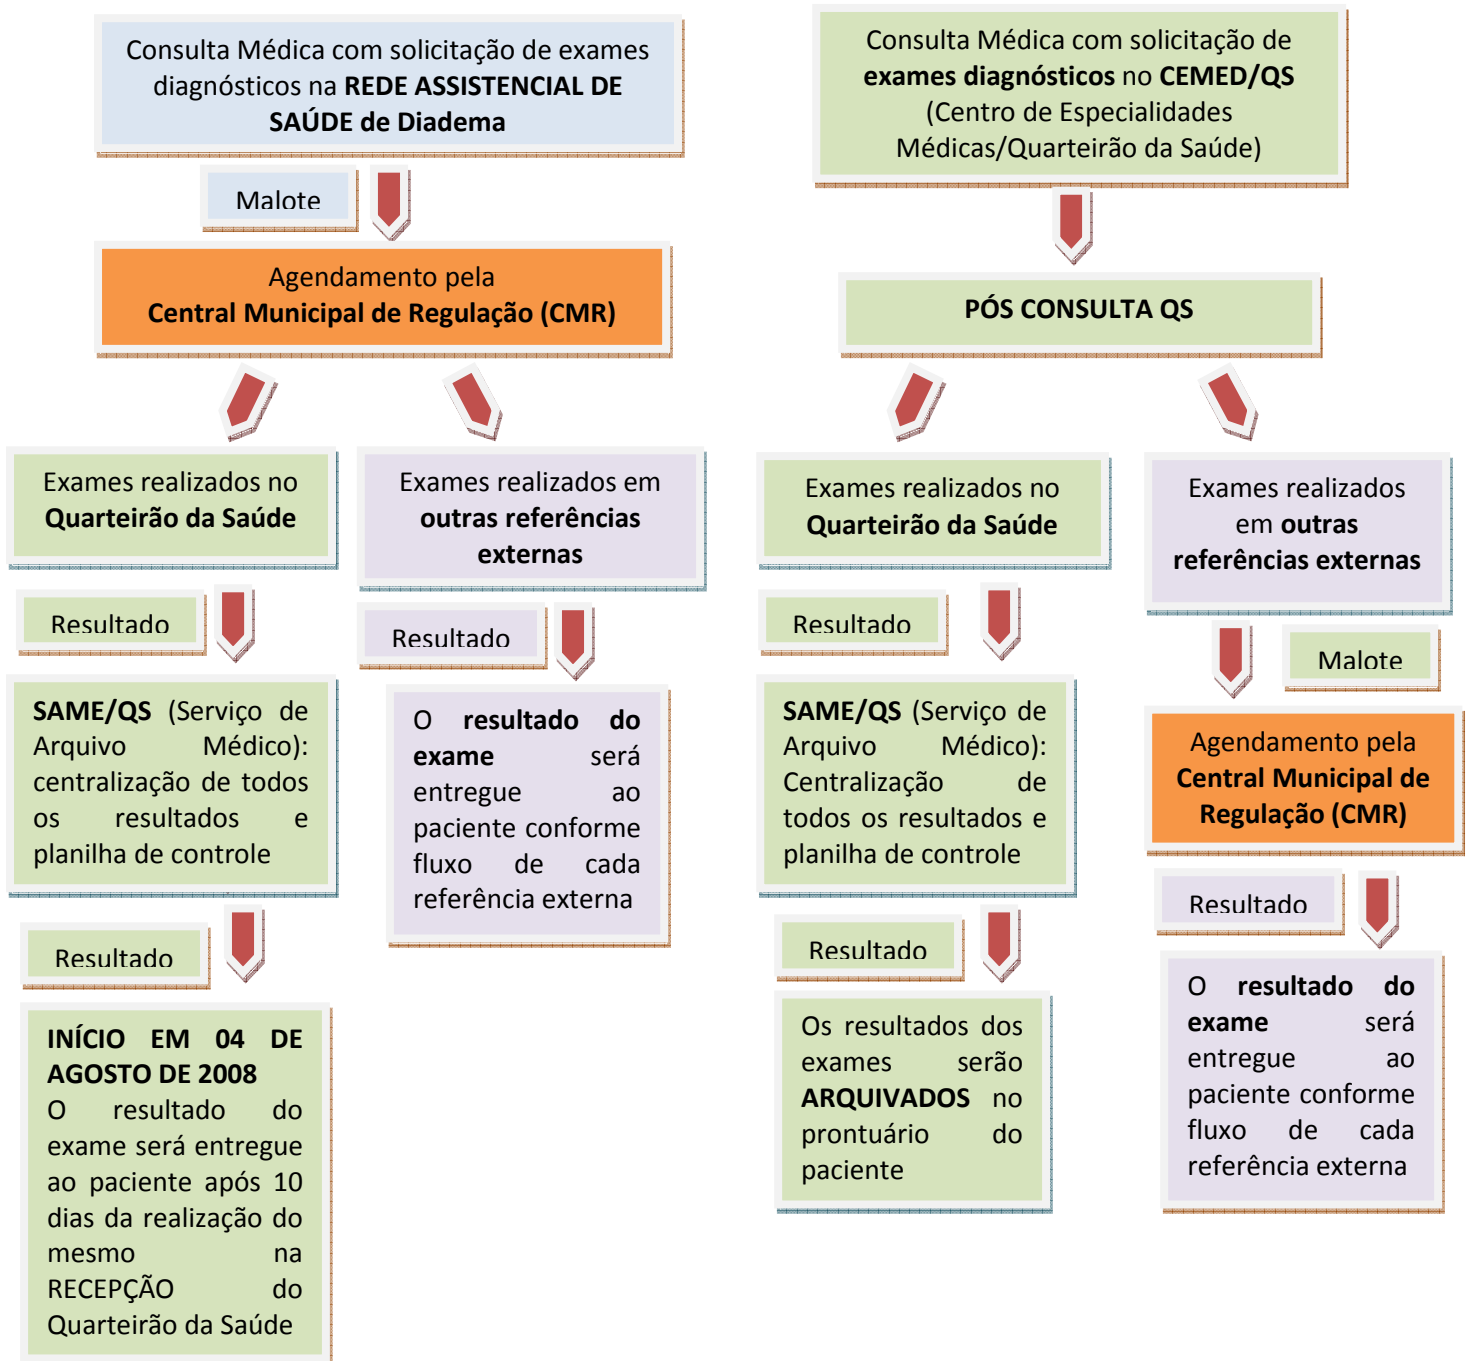 Consulta Médica com solicitação de exames
diagnósticos na REDE ASSISTENCIAL DE
SAÚDE de Diadema
Malote
Agendamento pela
Central Municipal de Regulação (CMR)
Exames realizados no
Quarteirão da Saúde
Exames realizados em
outras referências
externas
Resultado
Resultado
SAME/QS (Serviço de
Arquivo Médico):
centralização de todos
os resultados e
planilha de controle
O resultado do
exame será
entregue ao
paciente conforme
fluxo de cada
referência externa
Resultado
INÍCIO EM 04 DE
AGOSTO DE 2008
O resultado do
exame será entregue
ao paciente após 10
dias da realização do
mesmo na
RECEPÇÃO do
Quarteirão da Saúde
Consulta Médica com solicitação de
exames diagnósticos no CEMED/QS
(Centro de Especialidades
Médicas/Quarteirão da Saúde)
PÓS CONSULTA QS
Exames realizados no
Quarteirão da Saúde
Exames realizados
em outras
referências externas
Resultado
Malote
SAME/QS (Serviço de
Arquivo Médico):
Centralização de
todos os resultados e
planilha de controle
Agendamento pela
Central Municipal de
Regulação (CMR)
Resultado
Resultado
Os resultados dos
exames serão
ARQUIVADOS no
prontuário do
paciente
O resultado do
exame será
entregue ao
paciente conforme
fluxo de cada
referência externa